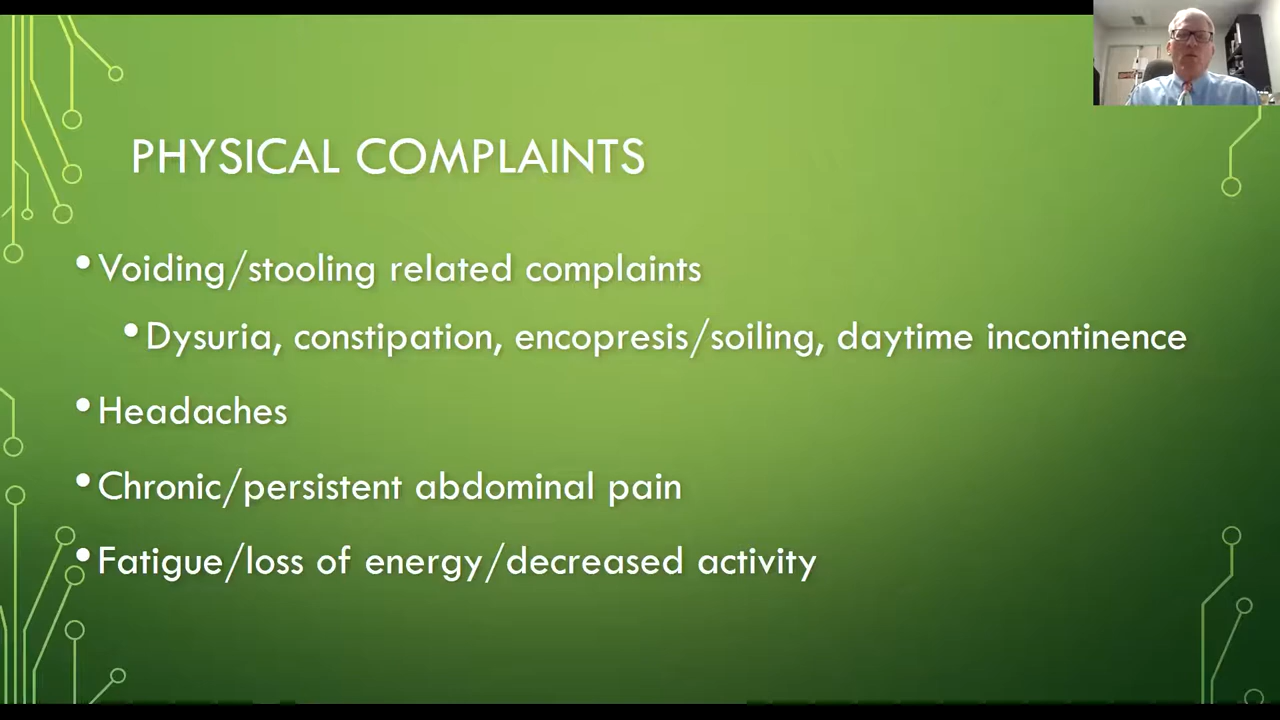 PHYSICAL COMPLAINTS
•Voiding/stooling related complaints
•Dysuria, constipation, encopresis/soiling, daytime incontinence
•Headaches
•Chronic/persistent abdominal pain
•Fatigue/loss of energy/decreased activity